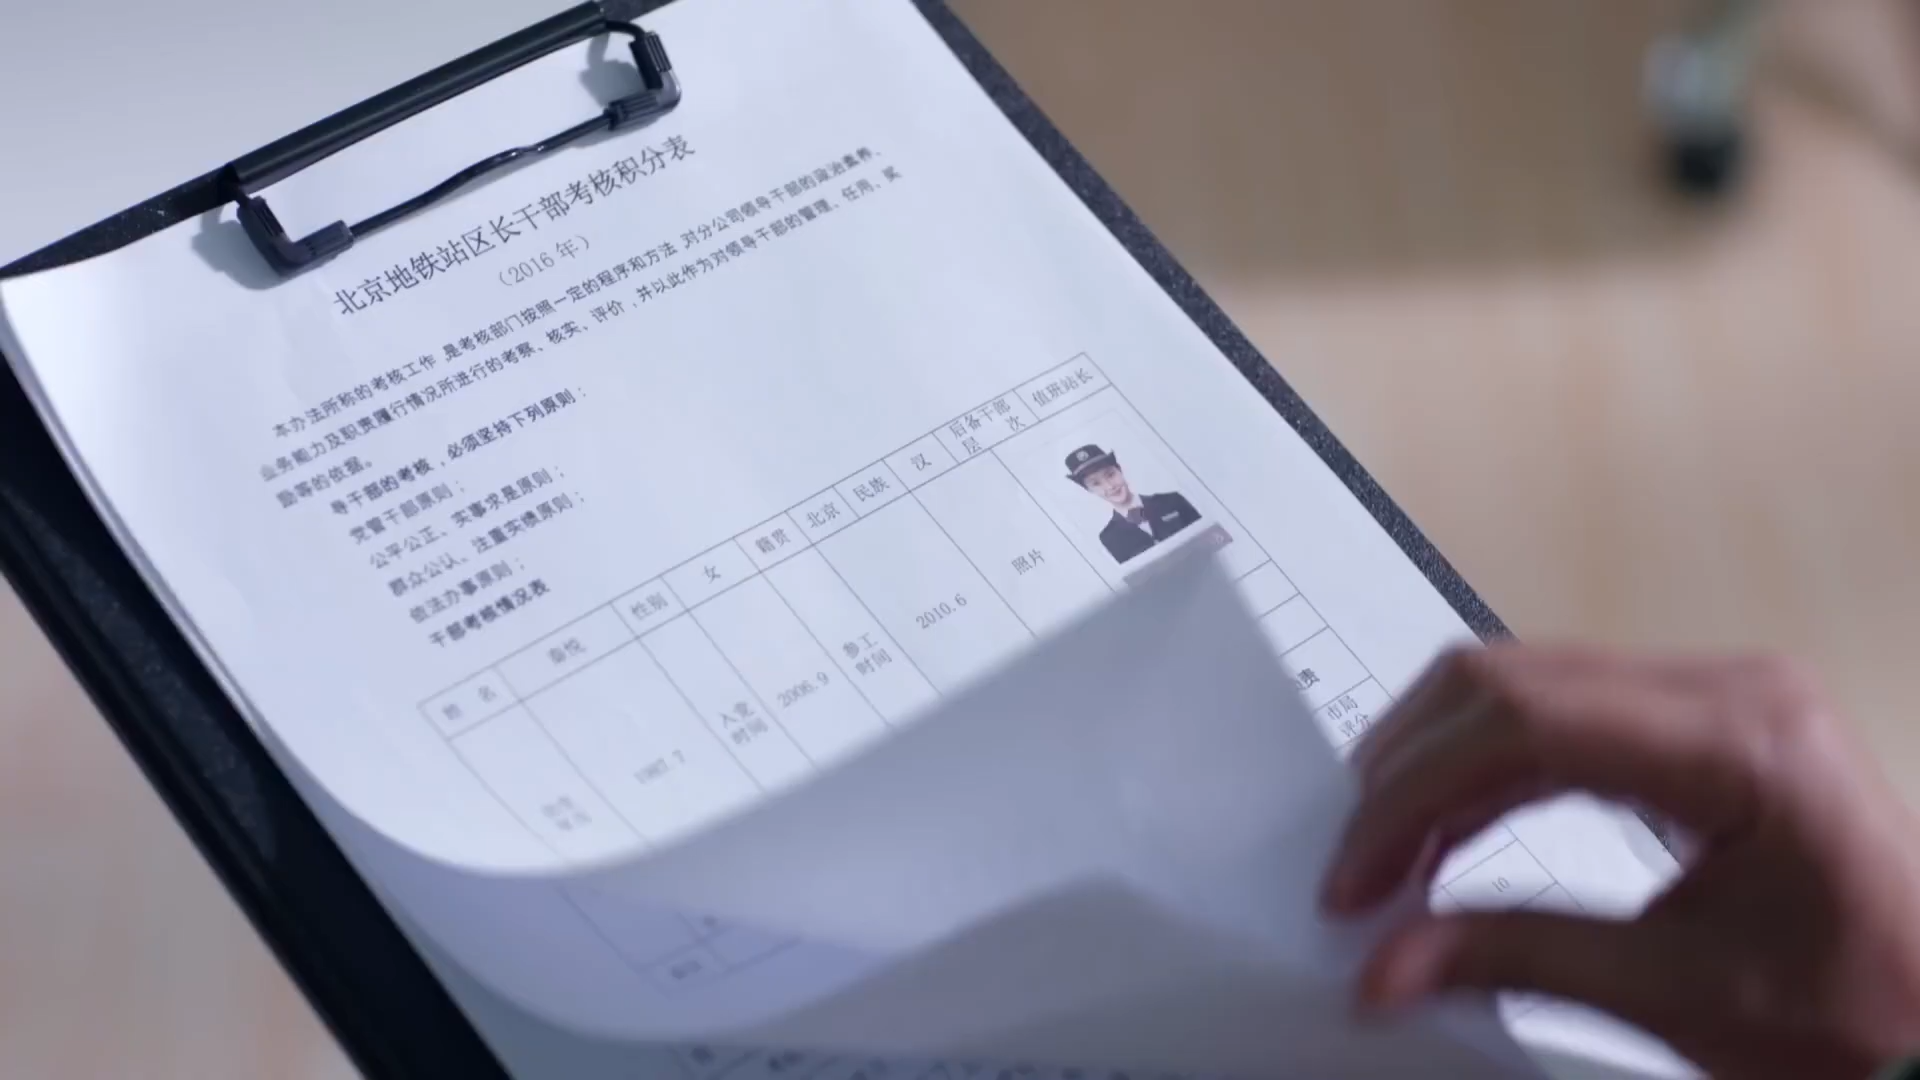 北京地铁站区长干部考核积分表
（2016 年）
本办法所称的考核工作，是考核部门按照一定的程序和方法，对分公司领导干部的政治素养、
业务能力及职责履行情况所进行的考察、核实、评价，并以此作为对领导干部的管理、任用、奖
励等的依据。
导干部的考核，必须坚持下列原则：
党管干部原则；
公平公正、实事求是原则；
群众公认、注重实绩原则；
依法办事原则；
干部考核情况表
姓 名 秦悦 性别 女 籍贯 北京 民族 汉 后备干部层 次 值班站长
1987.7 入党时间 2006.9 参工时间 2010.6 照片
责
市局评分
10